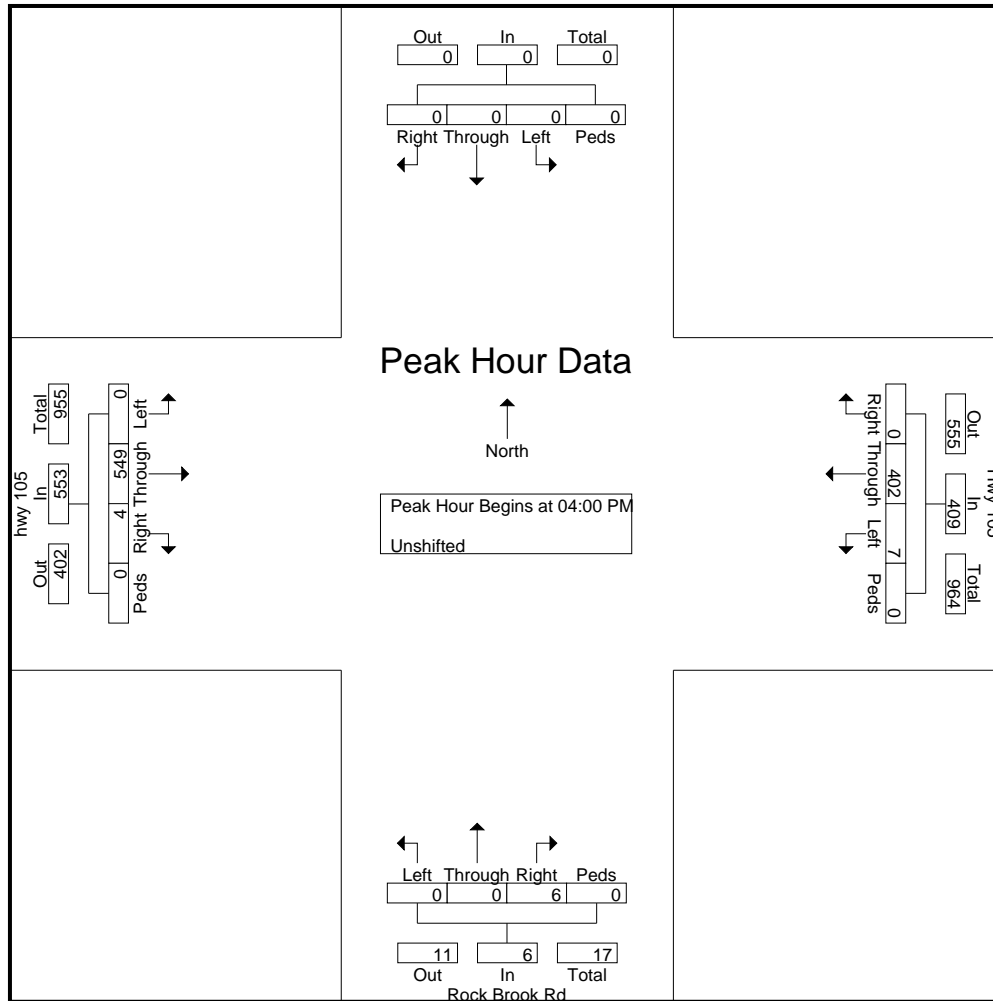 Out In Total
0 0 0
0 0 0 0
Right Through Left Peds
Peak Hour Data
North
Peak Hour Begins at 04:00 PM
Unshifted
hwy 105
Out In Total
402 553 955
0 4 549 0
Peds Right Through Left
Out In Total
555 409 964
0 402 7 0
Right Through Left Peds
Left Through Right Peds
0 0 6 0
11 6 17
Out In Total
Rock Brook Rd